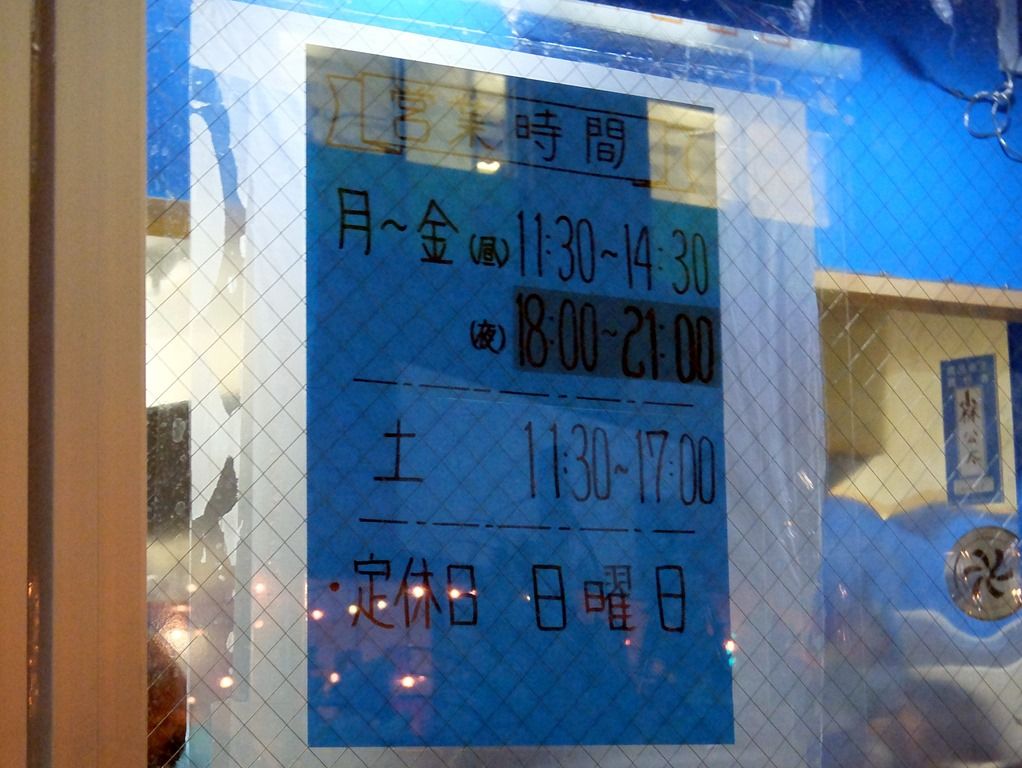 営業時間
月～金 (昼) 11:30～14:30
(夜) 18:00～21:00
土 11:30～17:00
・定休日 日曜日